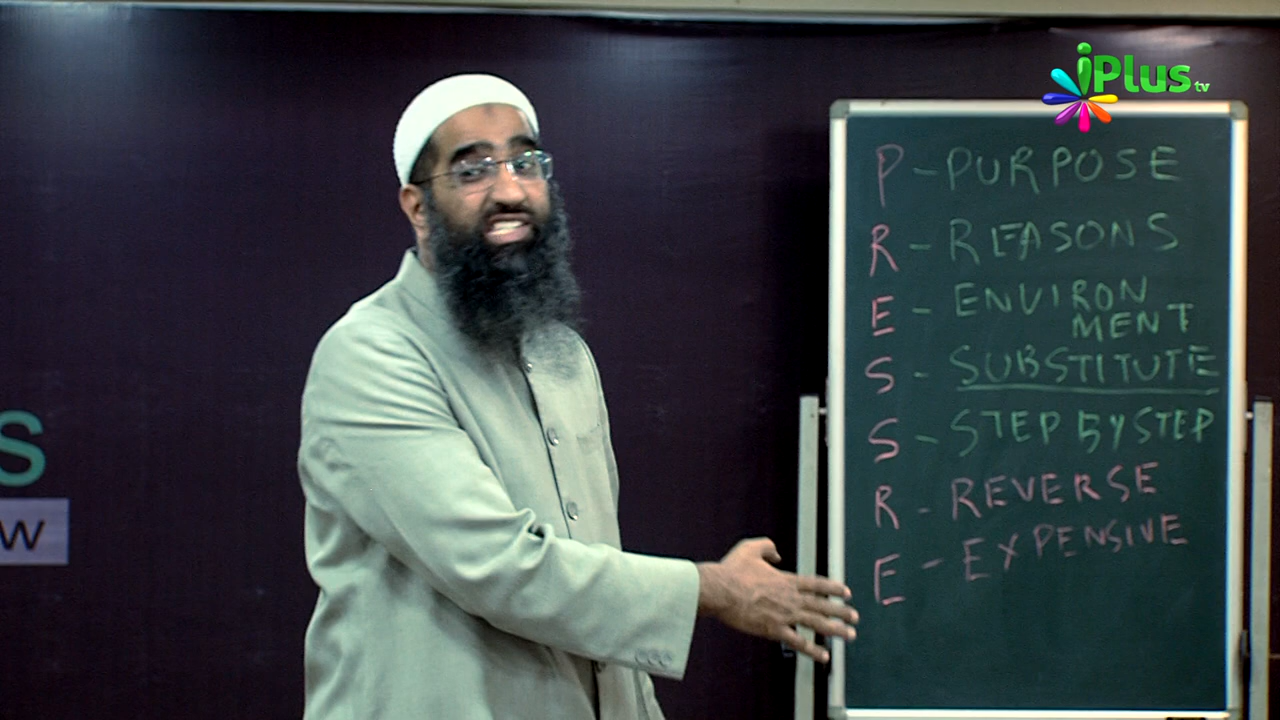 iPlus tv
P - PURPOSE
R - REASONS
E - ENVIRON
MENT
S - SUBSTITUTE
S - STEP BY STEP
R - REVERSE
E - EXPENSIVE
S
W